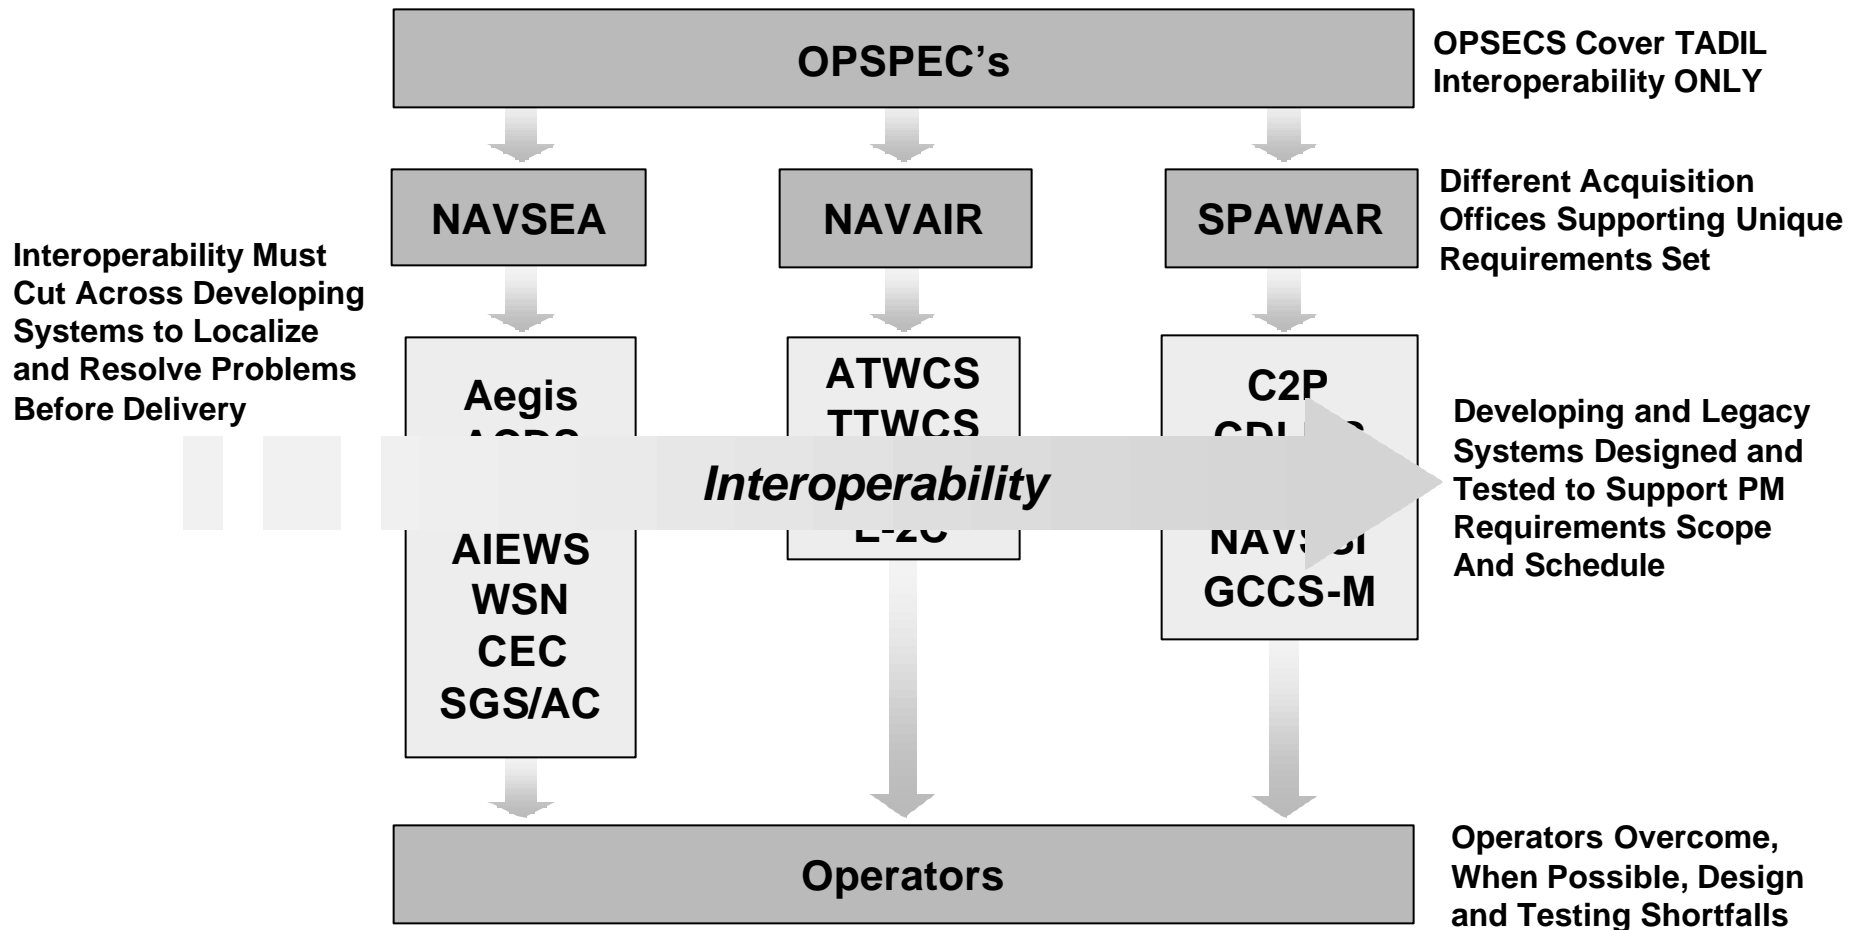 OPSPEC's
OPSECS Cover TADIL
Interoperability ONLY
NAVSEA
NAVAIR
SPAWAR
Different Acquisition
Offices Supporting Unique
Requirements Set
Interoperability Must
Cut Across Developing
Systems to Localize
and Resolve Problems
Before Delivery
Aegis
AIEWS
WSN
CEC
SGS/AC
ATWCS
TTWCS
E-2C
C2P
NAVSSI
GCCS-M
Interoperability
Developing and Legacy
Systems Designed and
Tested to Support PM
Requirements Scope
And Schedule
Operators
Operators Overcome,
When Possible, Design
and Testing Shortfalls